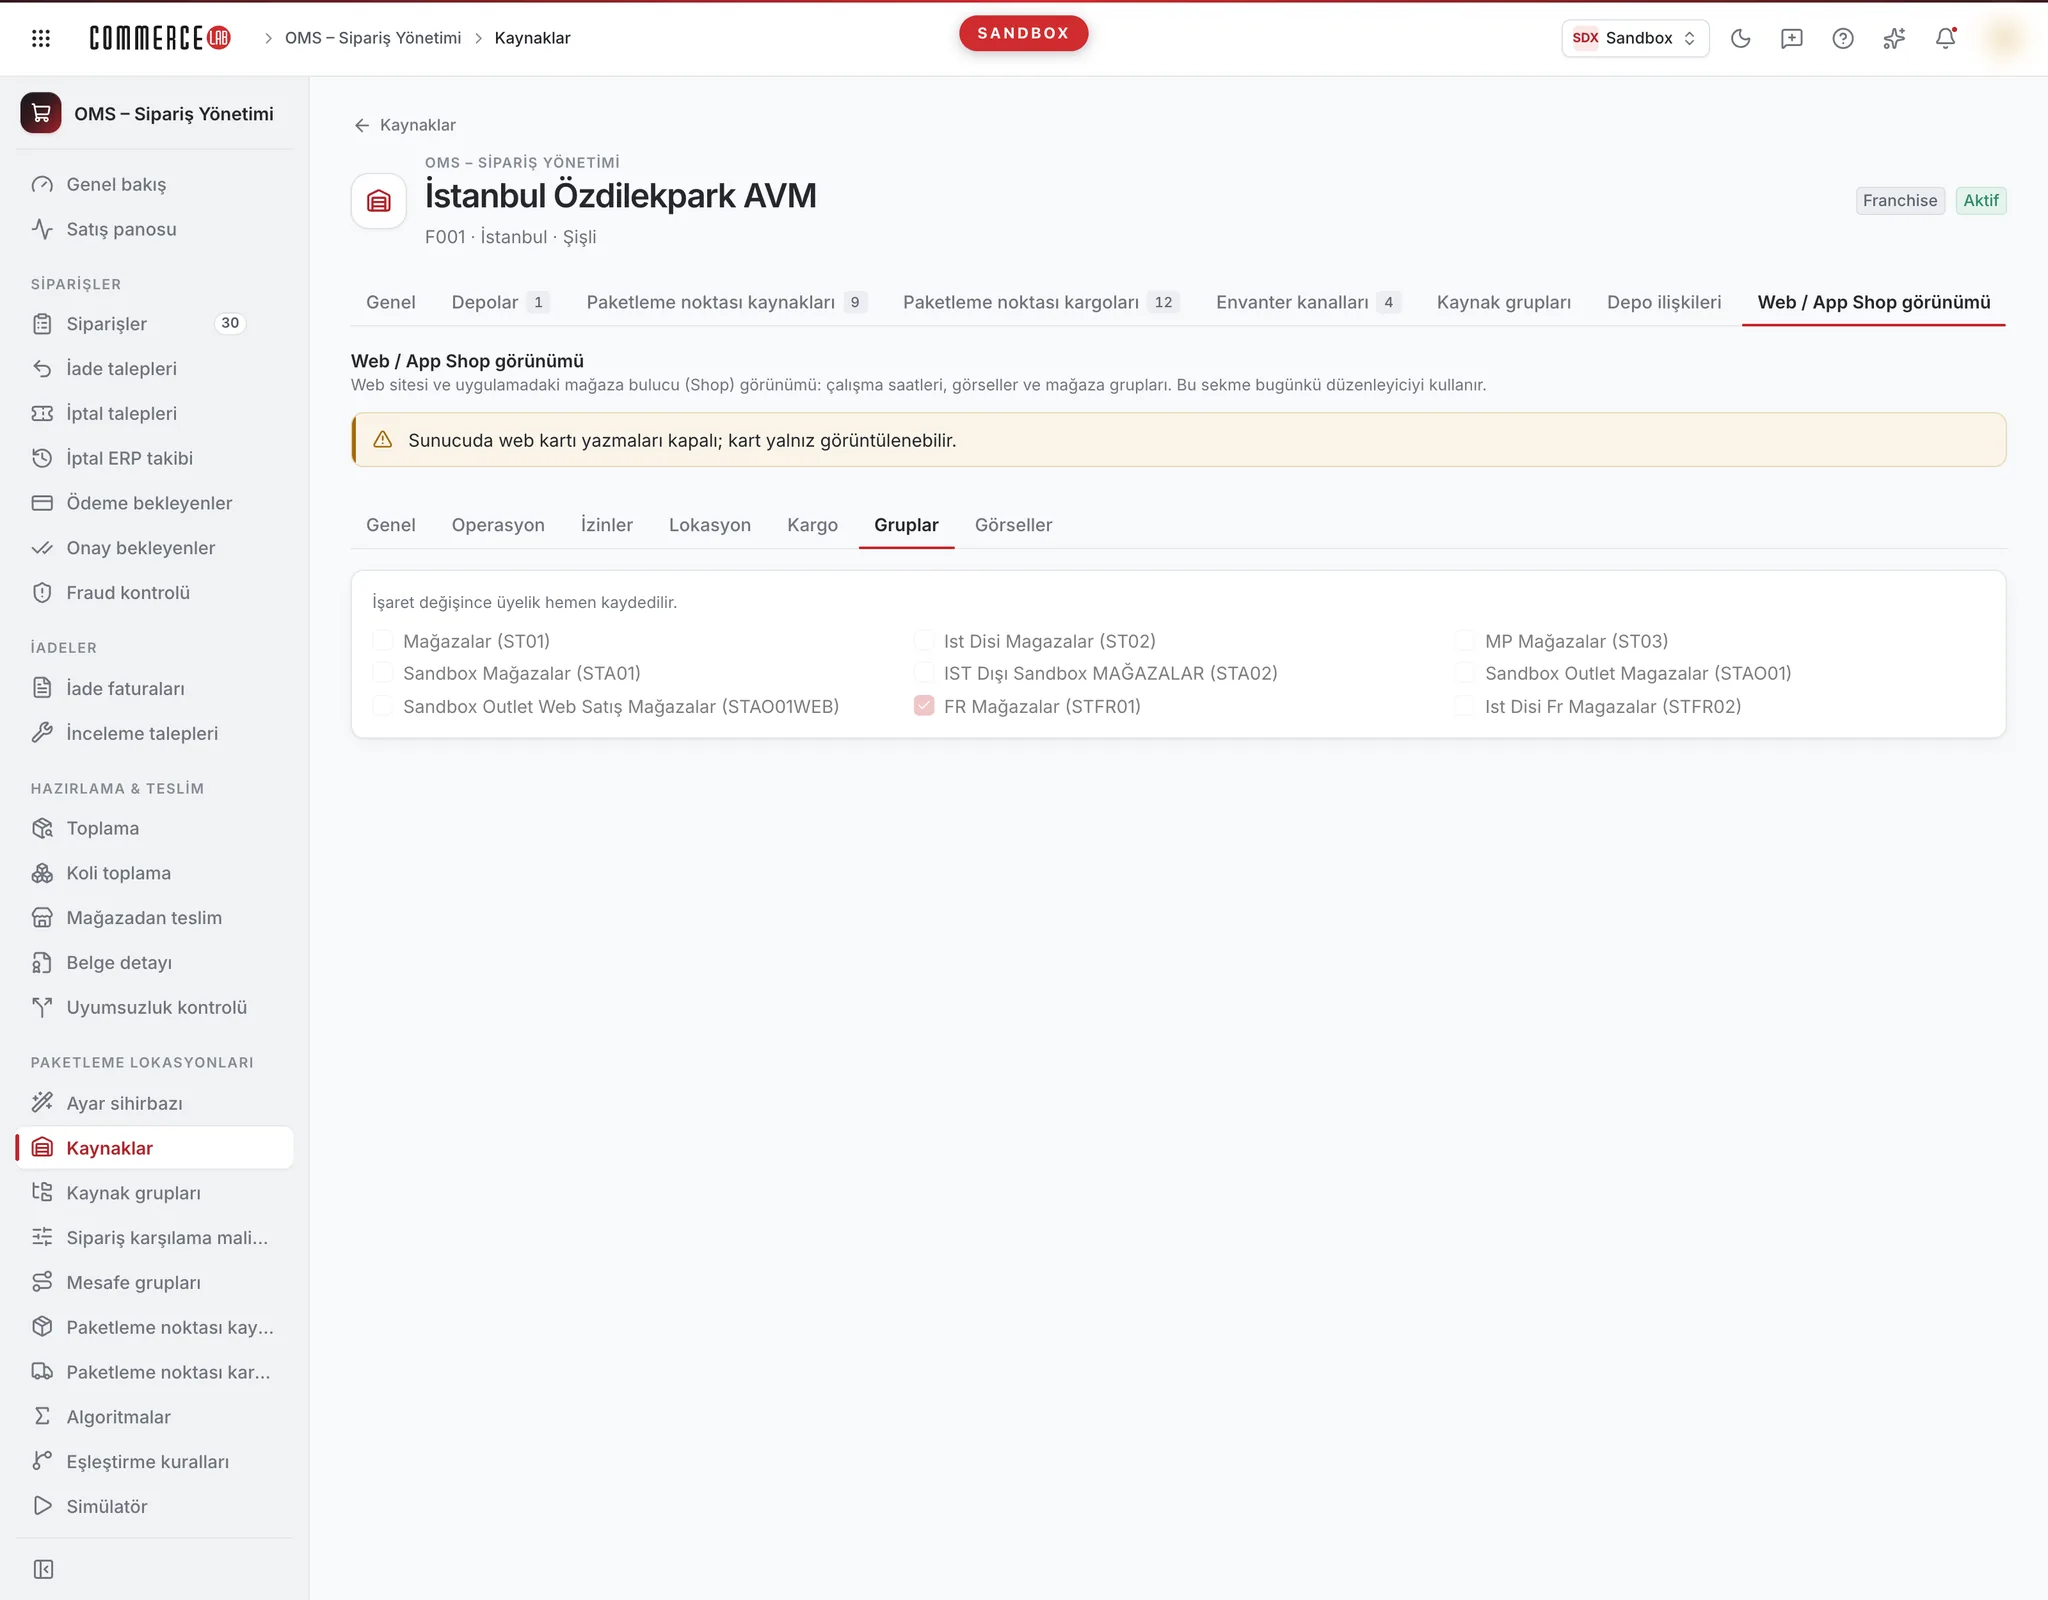 COMMERCE LAB
OMS – Sipariş Yönetimi
Kaynaklar
SANDBOX
SDX Sandbox
OMS – Sipariş Yönetimi
Genel bakış
Satış panosu
SİPARİŞLER
Siparişler 30
İade talepleri
İptal talepleri
İptal ERP takibi
Ödeme bekleyenler
Onay bekleyenler
Fraud kontrolü
İADELER
İade faturaları
İnceleme talepleri
HAZIRLAMA & TESLİM
Toplama
Koli toplama
Mağazadan teslim
Belge detayı
Uyumsuzluk kontrolü
PAKETLEME LOKASYONLARI
Ayar sihirbazı
Kaynaklar
Kaynak grupları
Sipariş karşılama mali...
Mesafe grupları
Paketleme noktası kay...
Paketleme noktası kar...
Algoritmalar
Eşleştirme kuralları
Simülatör
Kaynaklar
OMS – SİPARİŞ YÖNETİMİ
İstanbul Özdilekpark AVM
F001 · İstanbul · Şişli
Franchise Aktif
Genel Depolar 1 Paketleme noktası kaynakları 9 Paketleme noktası kargoları 12 Envanter kanalları 4 Kaynak grupları Depo ilişkileri Web / App Shop görünümü
Web / App Shop görünümü
Web sitesi ve uygulamadaki mağaza bulucu (Shop) görünümü: çalışma saatleri, görseller ve mağaza grupları. Bu sekme bugünkü düzenleyiciyi kullanır.
Sunucuda web kartı yazmaları kapalı; kart yalnız görüntülenebilir.
Genel Operasyon İzinler Lokasyon Kargo Gruplar Görseller
İşaret değişince üyelik hemen kaydedilir.
Mağazalar (ST01) Ist Disi Magazalar (ST02) MP Mağazalar (ST03)
Sandbox Mağazalar (STA01) IST Dışı Sandbox MAĞAZALAR (STA02) Sandbox Outlet Magazalar (STAO01)
Sandbox Outlet Web Satış Mağazalar (STAO01WEB) FR Mağazalar (STFR01) Ist Disi Fr Magazalar (STFR02)